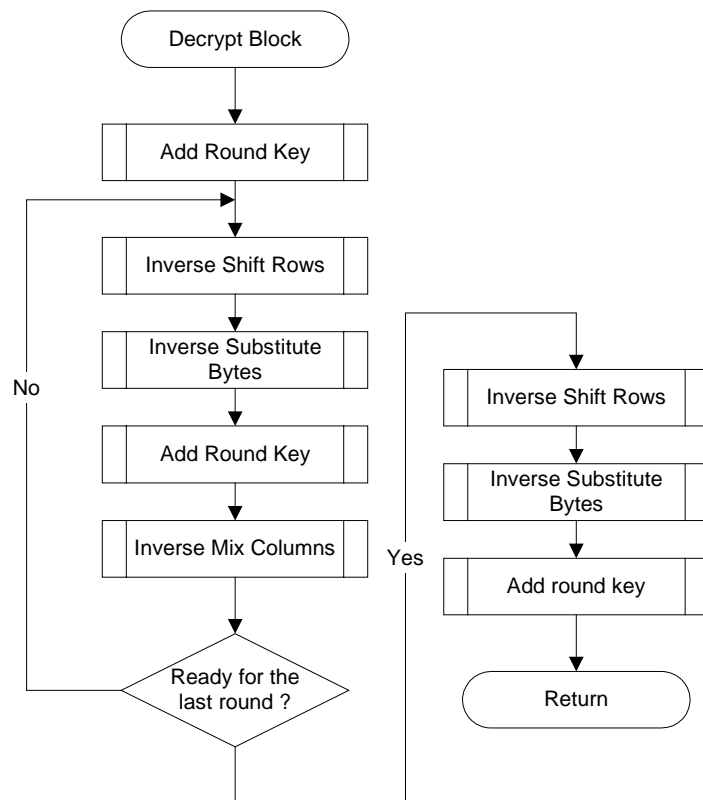 Decrypt Block
Add Round Key
Inverse Shift Rows
Inverse Substitute
Bytes
Add Round Key
Inverse Mix Columns
Ready for the
last round ?
No
Yes
Inverse Shift Rows
Inverse Substitute
Bytes
Add round key
Return